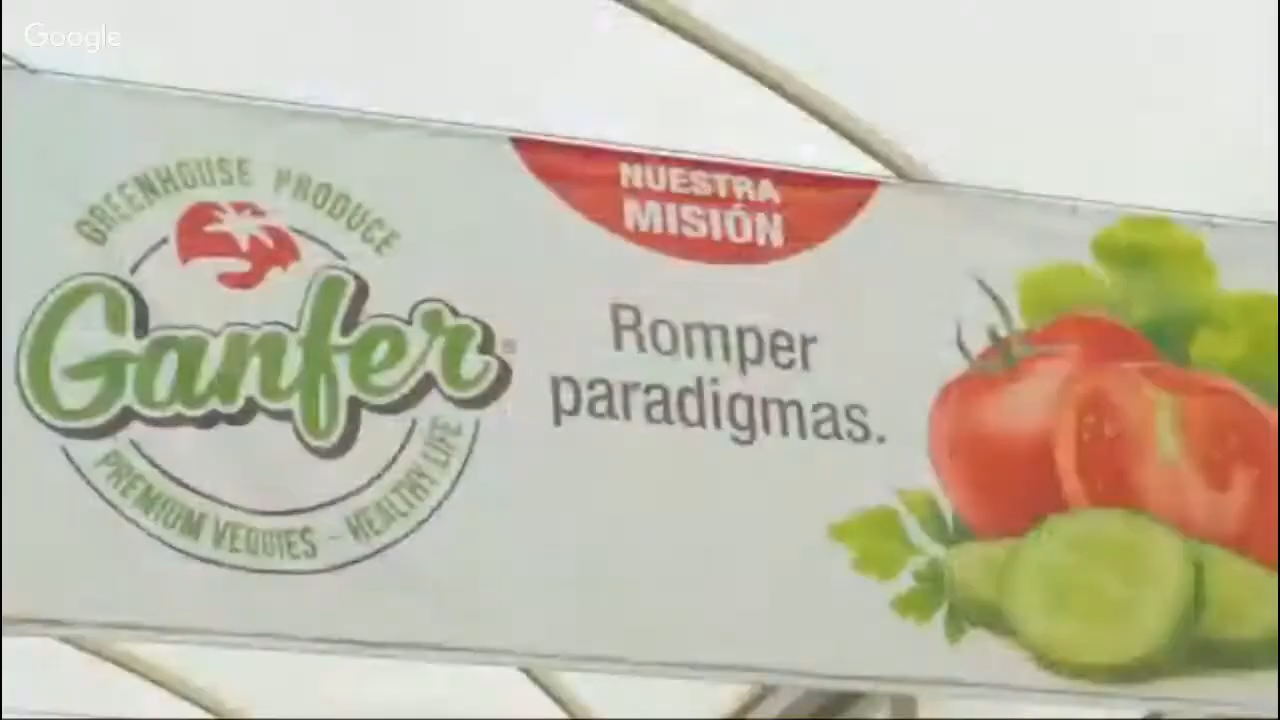 Google
GREENHOUSE PRODUCE
Ganfer®
PREMIUM VEGGIES - HEALTHY LIFE
NUESTRA
MISIÓN
Romper
paradigmas.